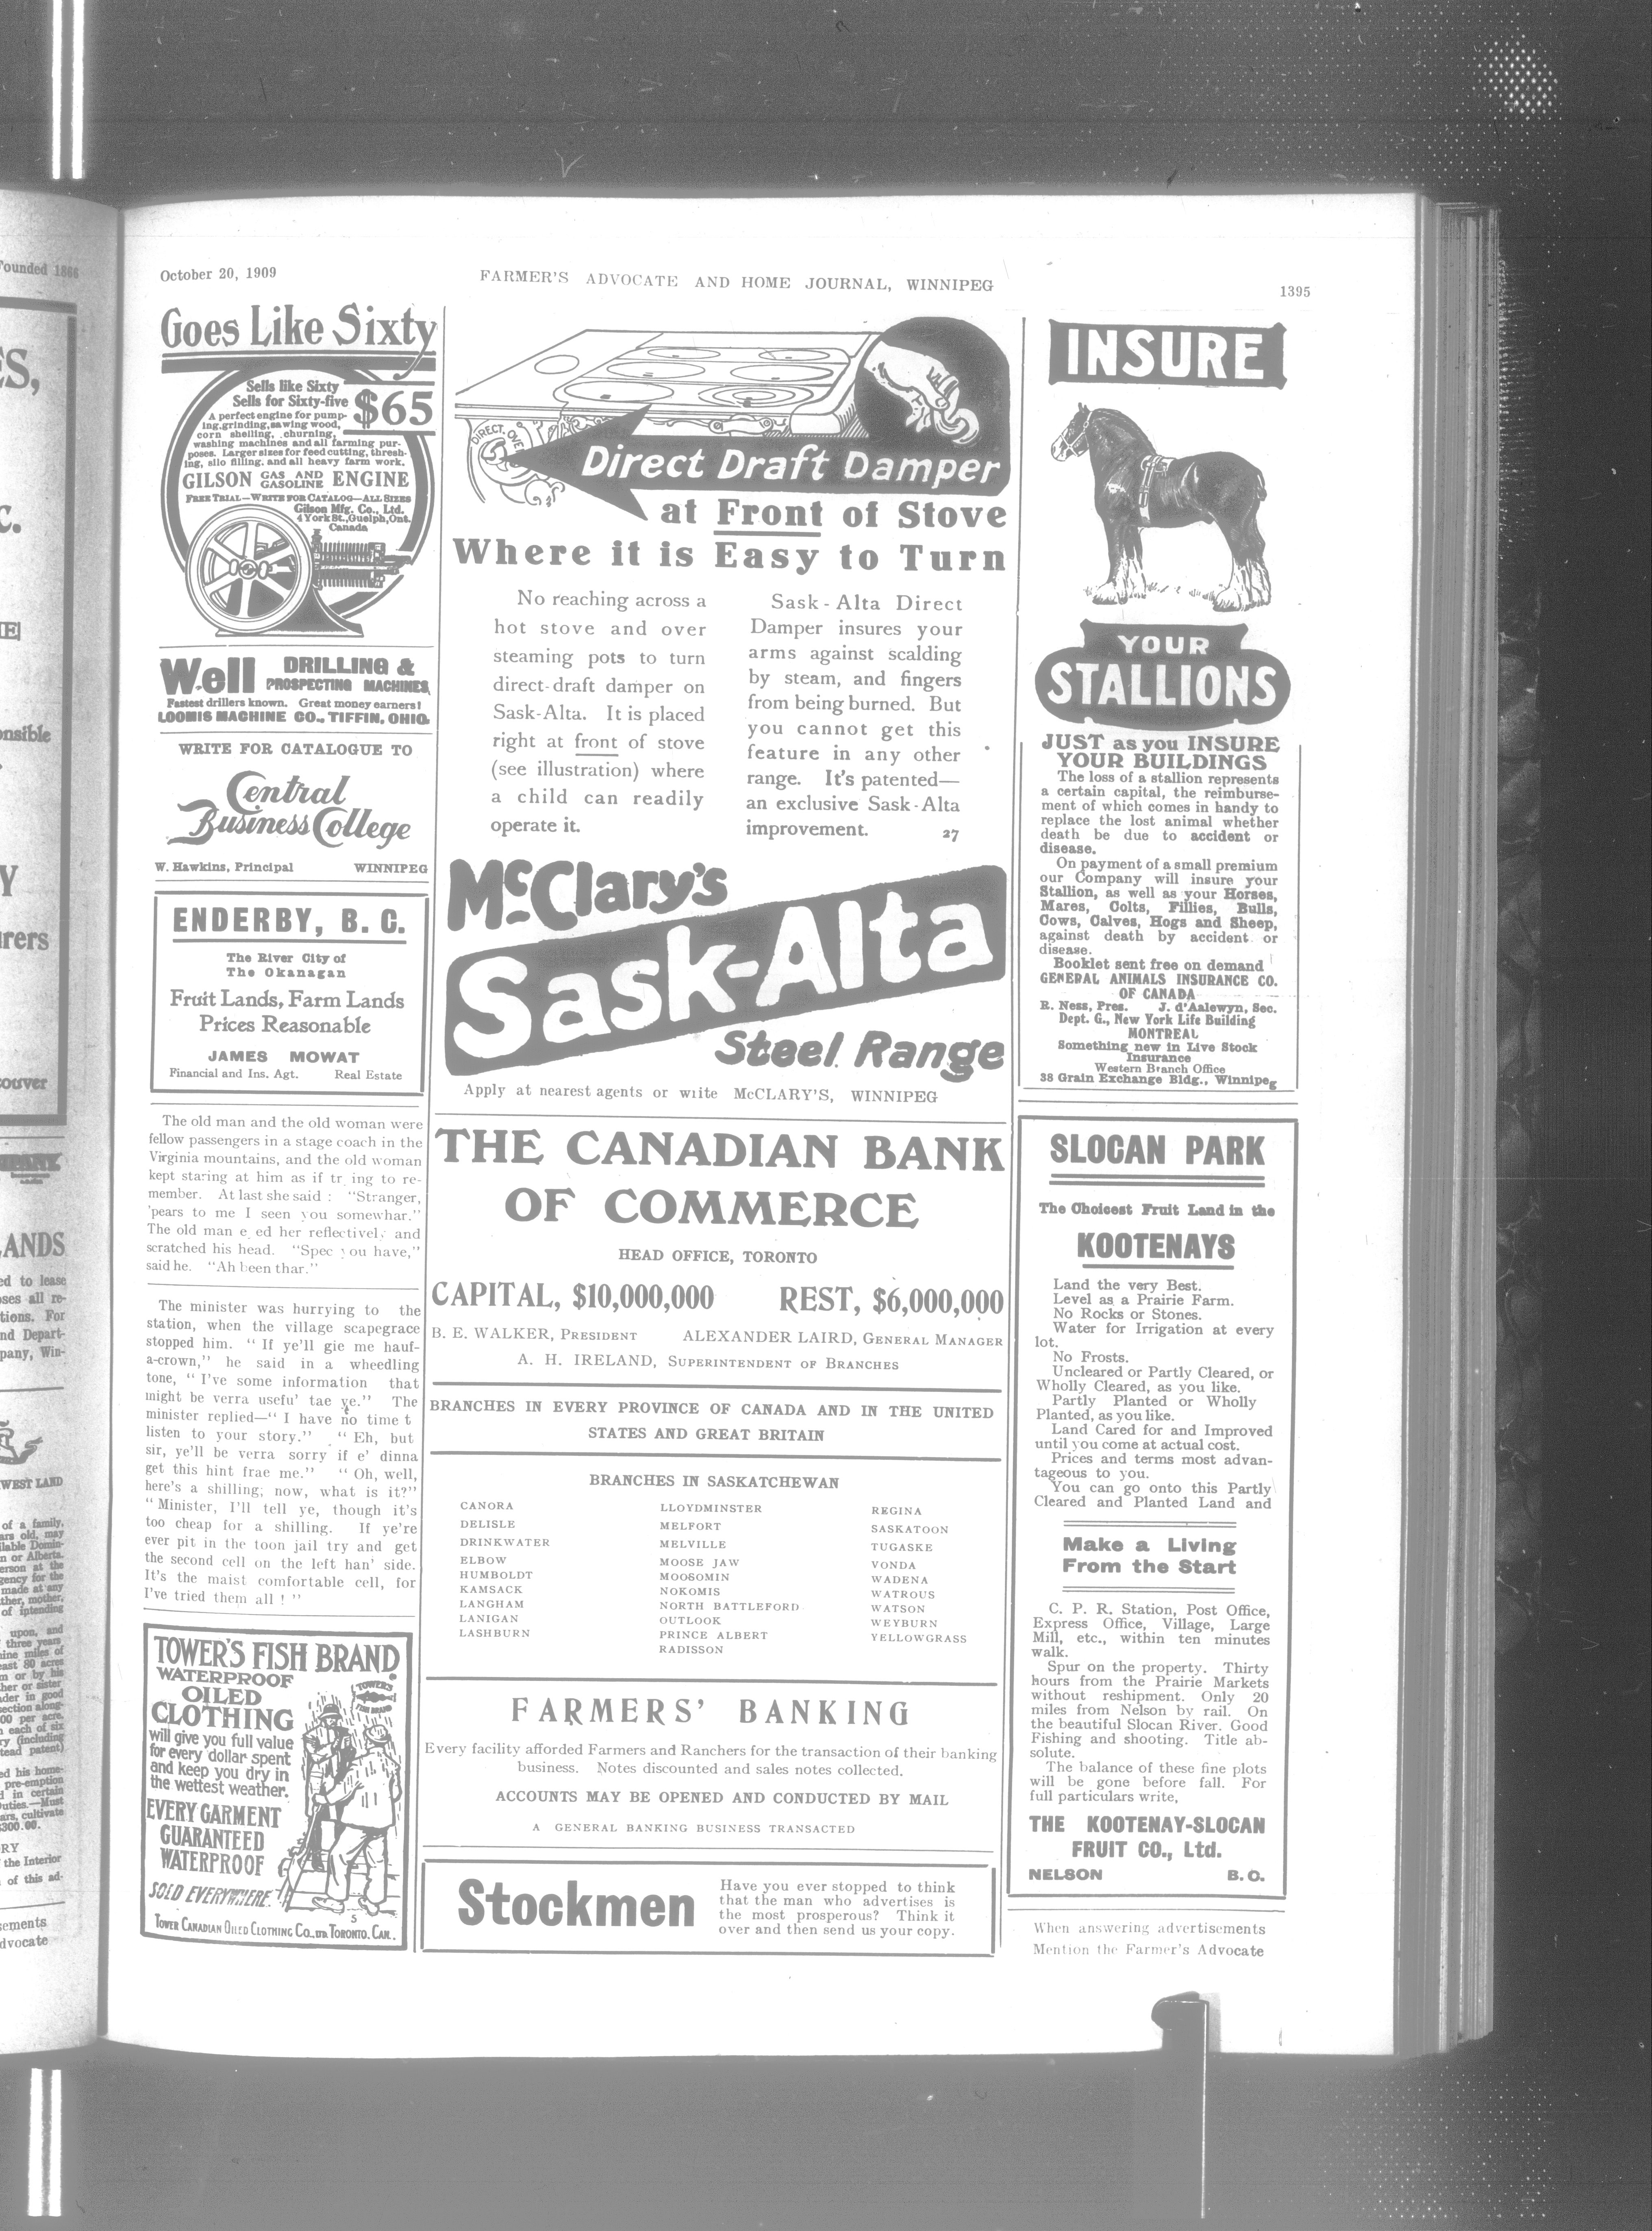 October 20, 1909
FARMER'S ADVOCATE AND HOME JOURNAL, WINNIPEG
1395
Goes Like Sixty
Sells like Sixty
Sells for Sixty-five
$65
A perfect engine for pump-
ing, grinding, sawing wood,
corn shelling, churning,
washing machines and all farming pur-
poses. Larger sizes for feed cutting, thresh-
ing, silo filling, and all heavy farm work.
GILSON GAS AND GASOLINE ENGINE
FREE TRIAL—WRITE FOR CATALOG—ALL SIZES
Gilson Mfg. Co., Ltd.
4 York St., Guelph, Ont.
Canada
Well DRILLING &
PROSPECTING MACHINES
Fastest drillers known. Great money earners!
LOOMIS MACHINE CO., TIFFIN, OHIO.
WRITE FOR CATALOGUE TO
Central
Business College
W. Hawkins, Principal WINNIPEG
ENDERBY, B. C.
The River City of
The Okanagan
Fruit Lands, Farm Lands
Prices Reasonable
JAMES MOWAT
Financial and Ins. Agt. Real Estate
The old man and the old woman were
fellow passengers in a stage coach in the
Virginia mountains, and the old woman
kept staring at him as if tr ing to re-
member. At last she said : "Stranger,
'pears to me I seen you somewhar."
The old man e ed her reflectively and
scratched his head. "Spec you have,"
said he. "Ah been thar."
The minister was hurrying to the
station, when the village scapegrace
stopped him. " If ye'll gie me hauf-
a-crown," he said in a wheedling
tone, " I've some information that
might be verra usefu' tae ye." The
minister replied—" I have no time t
listen to your story." " Eh, but
sir, ye'll be verra sorry if e' dinna
get this hint frae me." " Oh, well,
here's a shilling; now, what is it?"
" Minister, I'll tell ye, though it's
too cheap for a shilling. If ye're
ever pit in the toon jail try and get
the second cell on the left han' side.
It's the maist comfortable cell, for
I've tried them all ! "
TOWER'S FISH BRAND
WATERPROOF
OILED
CLOTHING
will give you full value
for every dollar spent
and keep you dry in
the wettest weather.
EVERY GARMENT
GUARANTEED
WATERPROOF
SOLD EVERYWHERE
TOWER'S
FISH BRAND
TOWER CANADIAN OILED CLOTHING CO., LTD. TORONTO. CAN.
DIRECT. OVE
Direct Draft Damper
at Front of Stove
Where it is Easy to Turn
No reaching across a
hot stove and over
steaming pots to turn
direct-draft damper on
Sask-Alta. It is placed
right at front of stove
(see illustration) where
a child can readily
operate it.
Sask-Alta Direct
Damper insures your
arms against scalding
by steam, and fingers
from being burned. But
you cannot get this
feature in any other
range. It's patented—
an exclusive Sask-Alta
improvement. 27
McClary's
Sask-Alta
Steel Range
Apply at nearest agents or write McCLARY'S, WINNIPEG
THE CANADIAN BANK
OF COMMERCE
HEAD OFFICE, TORONTO
CAPITAL, $10,000,000 REST, $6,000,000
B. E. WALKER, PRESIDENT ALEXANDER LAIRD, GENERAL MANAGER
A. H. IRELAND, SUPERINTENDENT OF BRANCHES
BRANCHES IN EVERY PROVINCE OF CANADA AND IN THE UNITED
STATES AND GREAT BRITAIN
BRANCHES IN SASKATCHEWAN
CANORA
DELISLE
DRINKWATER
ELBOW
HUMBOLDT
KAMSACK
LANGHAM
LANIGAN
LASHBURN
LLOYDMINSTER
MELFORT
MELVILLE
MOOSE JAW
MOOSOMIN
NOKOMIS
NORTH BATTLEFORD
OUTLOOK
PRINCE ALBERT
RADISSON
REGINA
SASKATOON
TUGASKE
VONDA
WADENA
WATROUS
WATSON
WEYBURN
YELLOWGRASS
FARMERS' BANKING
Every facility afforded Farmers and Ranchers for the transaction of their banking
business. Notes discounted and sales notes collected.
ACCOUNTS MAY BE OPENED AND CONDUCTED BY MAIL
A GENERAL BANKING BUSINESS TRANSACTED
Stockmen
Have you ever stopped to think
that the man who advertises is
the most prosperous? Think it
over and then send us your copy.
INSURE
YOUR
STALLIONS
JUST as you INSURE
YOUR BUILDINGS
The loss of a stallion represents
a certain capital, the reimburse-
ment of which comes in handy to
replace the lost animal whether
death be due to accident or
disease.
On payment of a small premium
our Company will insure your
Stallion, as well as your Horses,
Mares, Colts, Fillies, Bulls,
Cows, Calves, Hogs and Sheep,
against death by accident or
disease.
Booklet sent free on demand
GENERAL ANIMALS INSURANCE CO.
OF CANADA
R. Ness, Pres. J. d'Aalewyn, Sec.
Dept. G., New York Life Building
MONTREAL
Something new in Live Stock
Insurance
Western Branch Office
38 Grain Exchange Bldg., Winnipeg
SLOCAN PARK
The Choicest Fruit Land in the
KOOTENAYS
Land the very Best.
Level as a Prairie Farm.
No Rocks or Stones.
Water for Irrigation at every
lot.
No Frosts.
Uncleared or Partly Cleared, or
Wholly Cleared, as you like.
Partly Planted or Wholly
Planted, as you like.
Land Cared for and Improved
until you come at actual cost.
Prices and terms most advan-
tageous to you.
You can go onto this Partly
Cleared and Planted Land and
Make a Living
From the Start
C. P. R. Station, Post Office,
Express Office, Village, Large
Mill, etc., within ten minutes
walk.
Spur on the property. Thirty
hours from the Prairie Markets
without reshipment. Only 20
miles from Nelson by rail. On
the beautiful Slocan River. Good
Fishing and shooting. Title ab-
solute.
The balance of these fine plots
will be gone before fall. For
full particulars write,
THE KOOTENAY-SLOCAN
FRUIT CO., Ltd.
NELSON B. C.
When answering advertisements
Mention the Farmer's Advocate